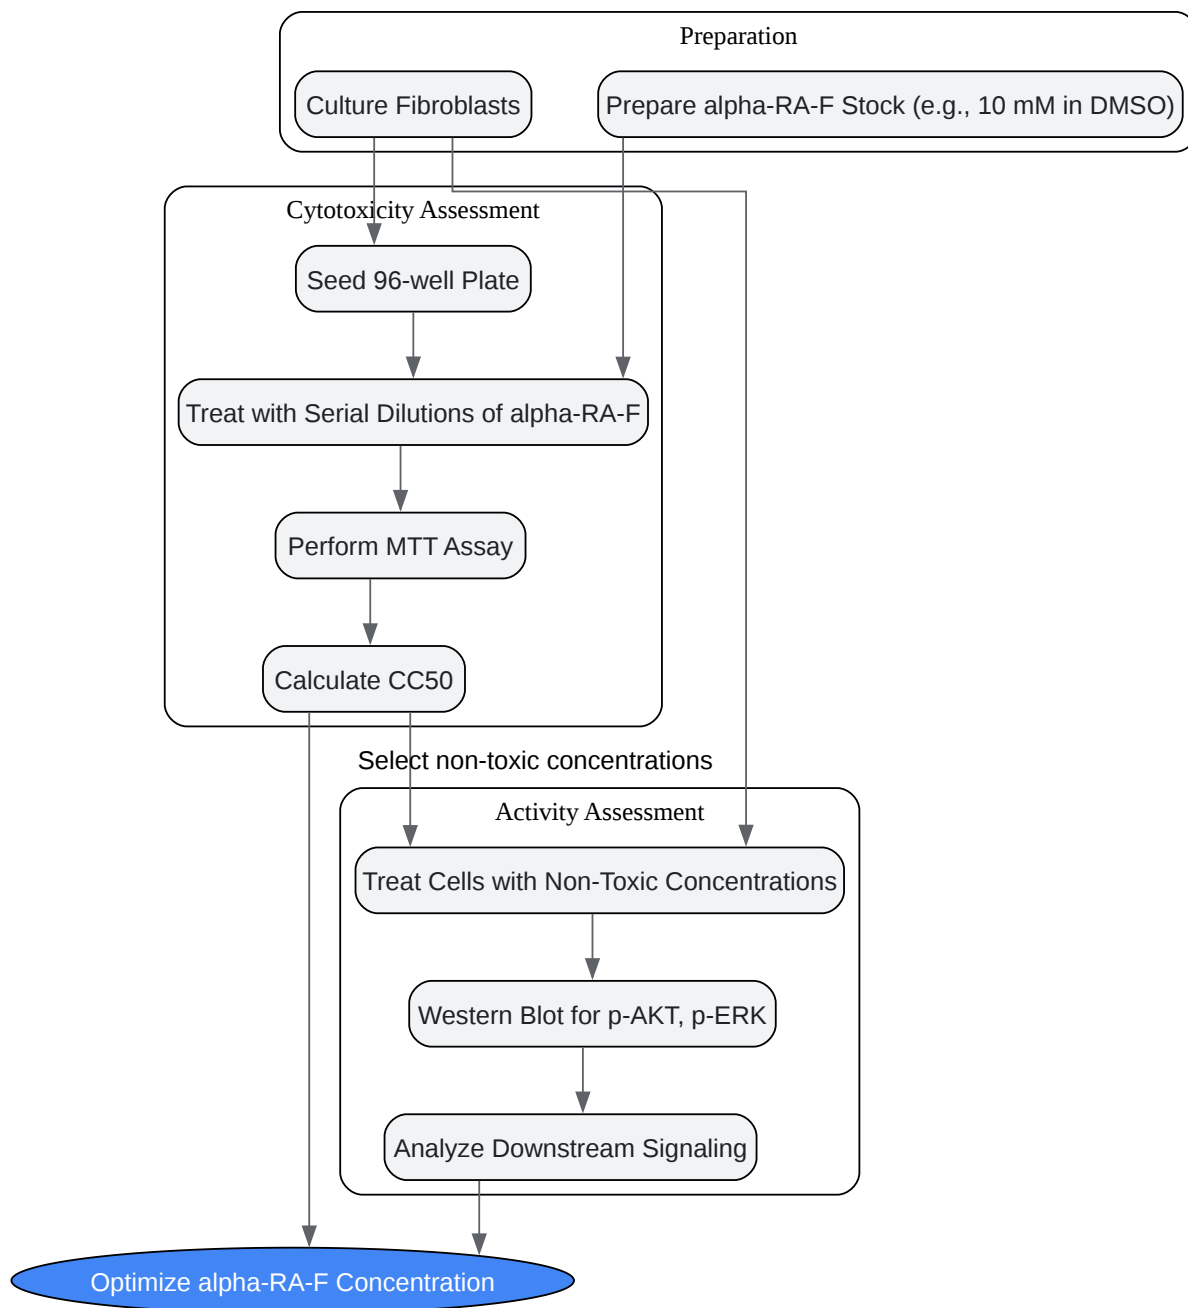 Preparation
Culture Fibroblasts
Prepare alpha-RA-F Stock (e.g., 10 mM in DMSO)
Cytotoxicity Assessment
Seed 96-well Plate
Treat with Serial Dilutions of alpha-RA-F
Perform MTT Assay
Calculate CC50
Select non-toxic concentrations
Activity Assessment
Treat Cells with Non-Toxic Concentrations
Western Blot for p-AKT, p-ERK
Analyze Downstream Signaling
Optimize alpha-RA-F Concentration